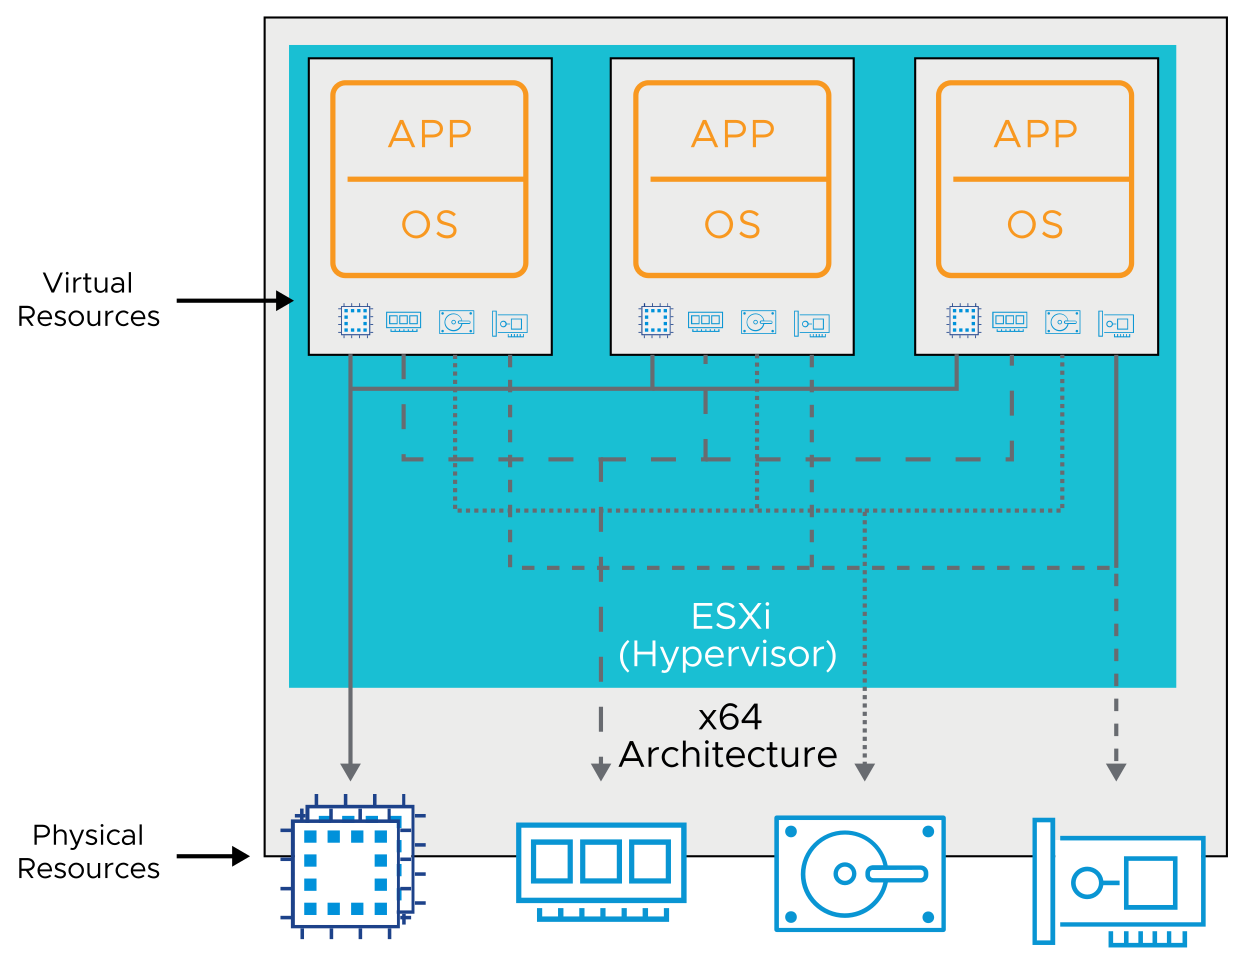 APP
OS
APP
OS
APP
OS
Virtual
Resources
ESXi
(Hypervisor)
x64
Architecture
Physical
Resources